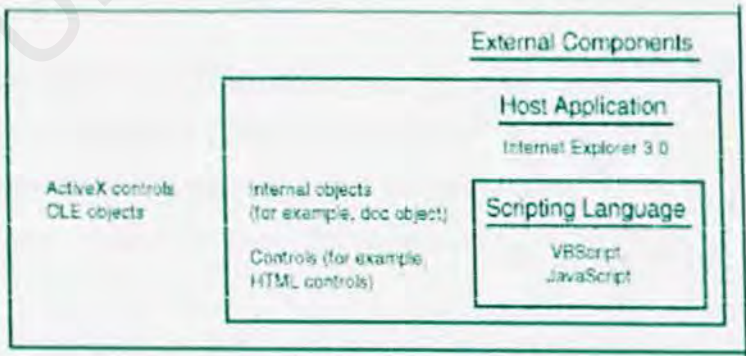 External Components
Host Application
Internet Explorer 3.0
ActiveX controls
OLE objects
Internal objects
(for example, doc object)
Controls (for example,
HTML controls)
Scripting Language
VBScript
JavaScript